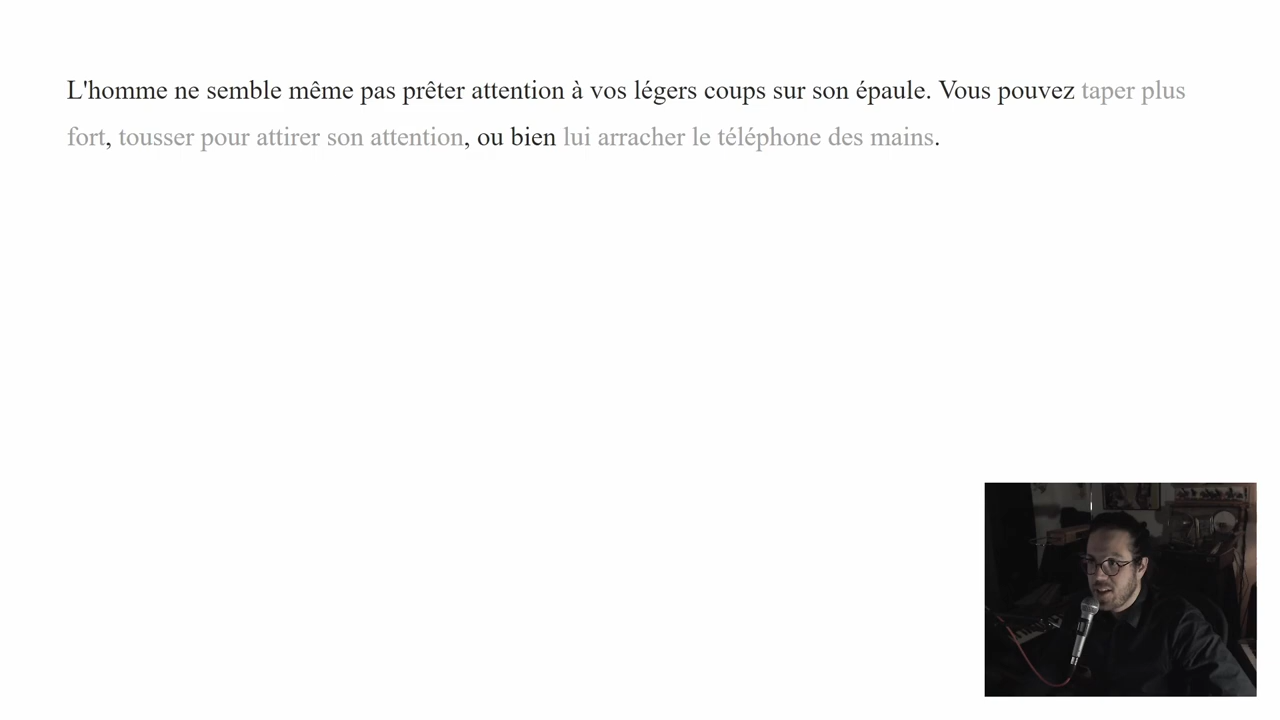 L'homme ne semble même pas prêter attention à vos légers coups sur son épaule. Vous pouvez taper plus
fort, tousser pour attirer son attention, ou bien lui arracher le téléphone des mains.